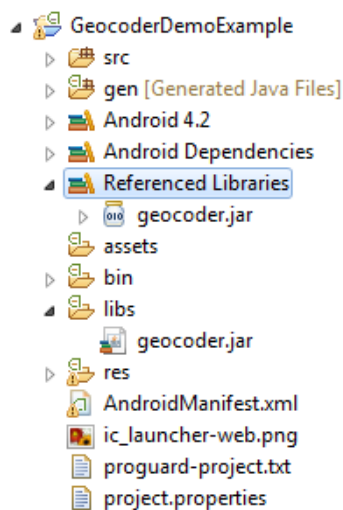 GeocoderDemoExample
src
gen [Generated Java Files]
Android 4.2
Android Dependencies
Referenced Libraries
010 geocoder.jar
assets
bin
libs
geocoder.jar
res
AndroidManifest.xml
ic_launcher-web.png
proguard-project.txt
project.properties